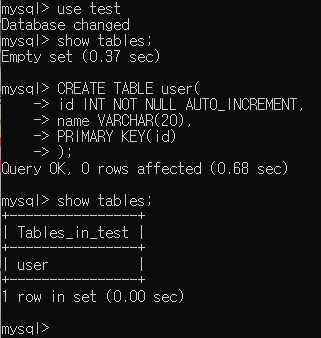 mysql> use test
Database changed
mysql> show tables;
Empty set (0.37 sec)
mysql> CREATE TABLE user(
    -> id INT NOT NULL AUTO_INCREMENT,
    -> name VARCHAR(20),
    -> PRIMARY KEY(id)
    -> );
Query OK, 0 rows affected (0.68 sec)
mysql> show tables;
+----------------+
| Tables_in_test |
+----------------+
| user           |
+----------------+
1 row in set (0.00 sec)
mysql>